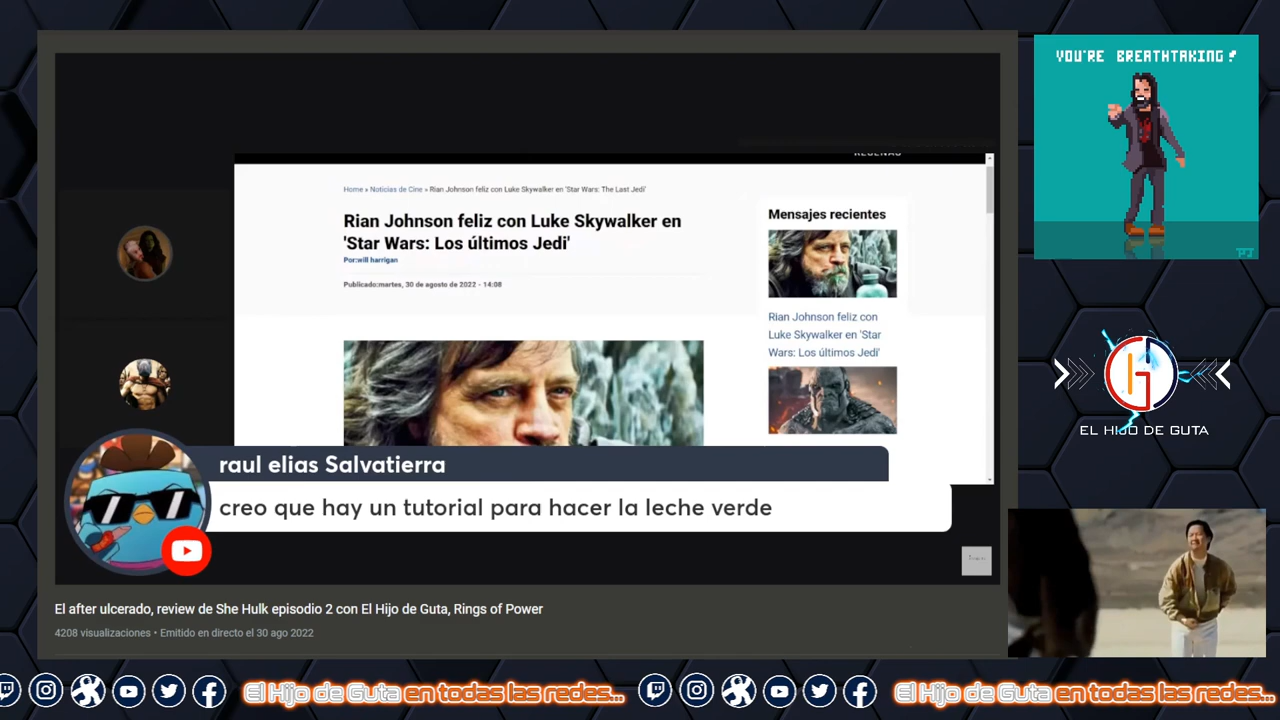 YOU'RE BREATHTAKING!
Home » Noticias de Cine » Rian Johnson feliz con Luke Skywalker en 'Star Wars: The Last Jedi'
Rian Johnson feliz con Luke Skywalker en
'Star Wars: Los últimos Jedi'
Por:will harrigan
Publicado:martes, 30 de agosto de 2022 - 14:08
Mensajes recientes
Rian Johnson feliz con
Luke Skywalker en 'Star
Wars: Los últimos Jedi'
EL HIJO DE GUTA
raul elias Salvatierra
creo que hay un tutorial para hacer la leche verde
El after ulcerado, review de She Hulk episodio 2 con El Hijo de Guta, Rings of Power
4208 visualizaciones • Emitido en directo el 30 ago 2022
El Hijo de Guta en todas las redes...
El Hijo de Guta en todas las redes...